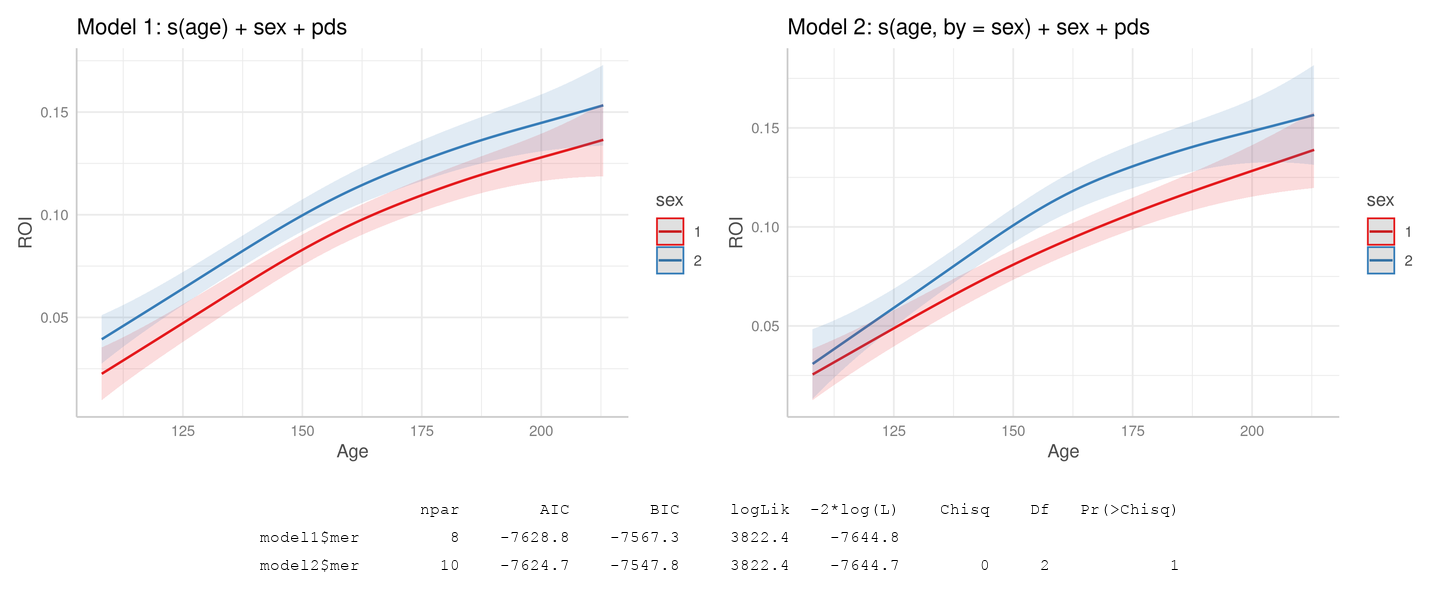 Model 1: s(age) + sex + pds
0.15
0.10
0.05
ROI
125 150 175 200
Age
sex
1
2
Model 2: s(age, by = sex) + sex + pds
0.15
0.10
0.05
ROI
125 150 175 200
Age
sex
1
2
npar AIC BIC logLik -2*log(L) Chisq Df Pr(>Chisq)
model1$mer 8 -7628.8 -7567.3 3822.4 -7644.8
model2$mer 10 -7624.7 -7547.8 3822.4 -7644.7 0 2 1